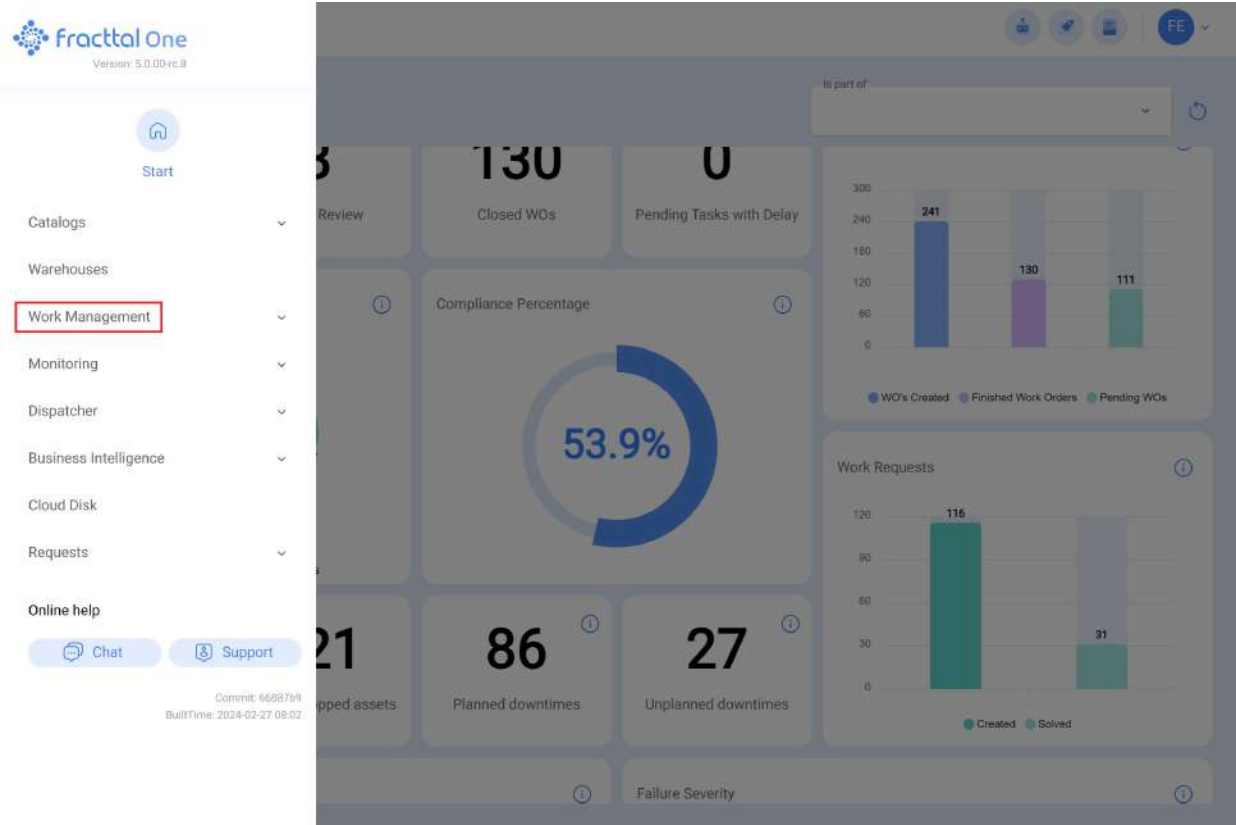 Fracttal One
Version: 5.0.00-rc.8
Start
Catalogs
Warehouses
Work Management
Monitoring
Dispatcher
Business Intelligence
Cloud Disk
Requests
Online help
Chat
Support
Commit: 66887b9
BuiltTime: 2024-02-27 08:02
FE
Is part of
Review
130
Closed WOs
0
Pending Tasks with Delay
300
240
180
120
60
0
241
130
111
WO's Created
Finished Work Orders
Pending WOs
Compliance Percentage
53.9%
Work Requests
120
90
60
30
0
116
31
Created
Solved
21
pped assets
86
Planned downtimes
27
Unplanned downtimes
Failure Severity